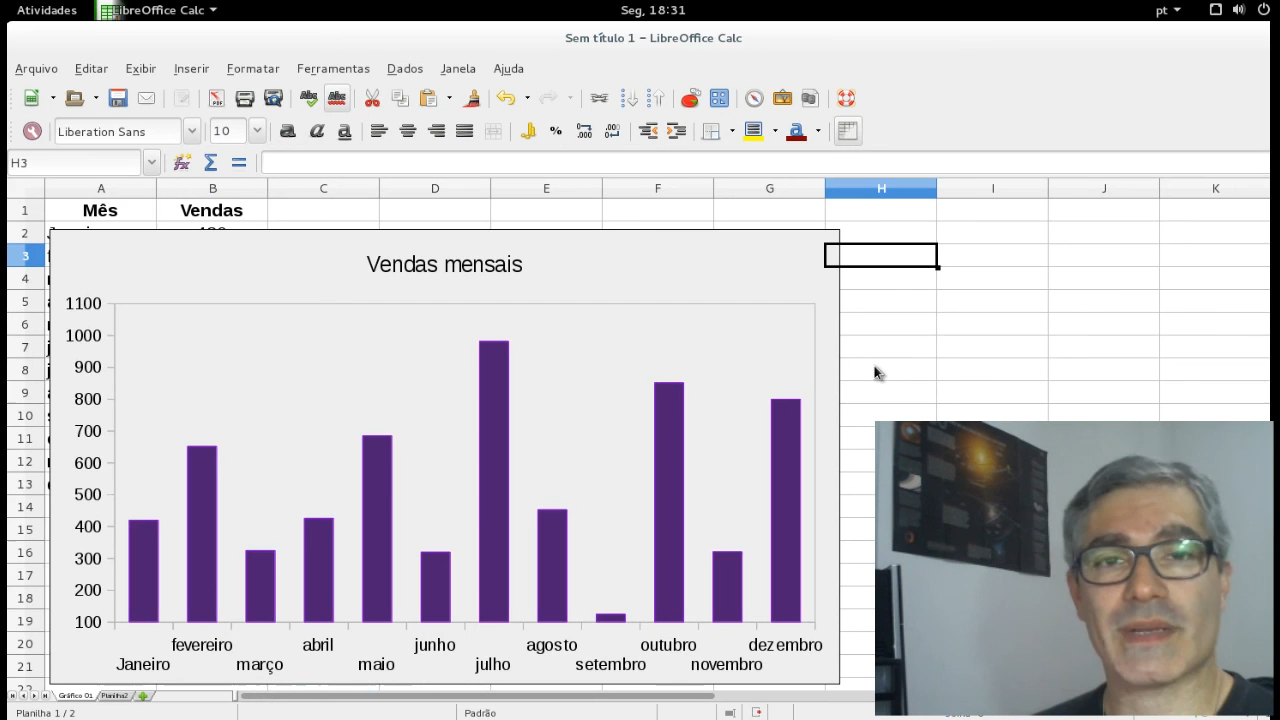 Atividades LibreOffice Calc Seg, 18:31 pt
Sem título 1 – LibreOffice Calc
Arquivo Editar Exibir Inserir Formatar Ferramentas Dados Janela Ajuda
Liberation Sans 10
H3
A B C D E F G H I J K
1 Mês Vendas
2
3
4
5
6
7
8
9
10
11
12
13
14
15
16
17
18
19
20
21
22
Vendas mensais
1100
1000
900
800
700
600
500
400
300
200
100
fevereiro abril junho agosto outubro dezembro
Janeiro março maio julho setembro novembro
Gráfico 01 Planilha2
Planilha 1 / 2 Padrão